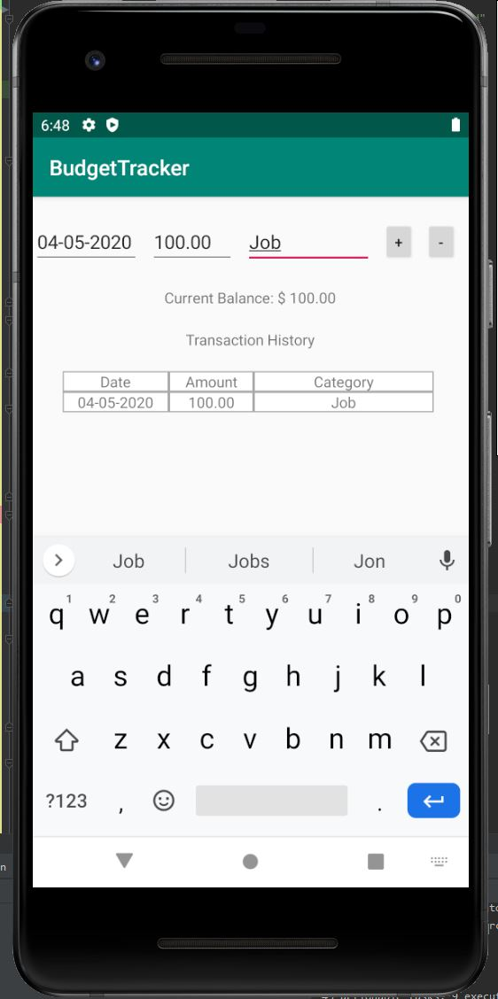 6:48
BudgetTracker
04-05-2020 100.00 Job + -
Current Balance: $ 100.00
Transaction History
Date Amount Category
04-05-2020 100.00 Job
Job Jobs Jon
1 2 3 4 5 6 7 8 9 0
q w e r t y u i o p
a s d f g h j k l
z x c v b n m
?123 , .